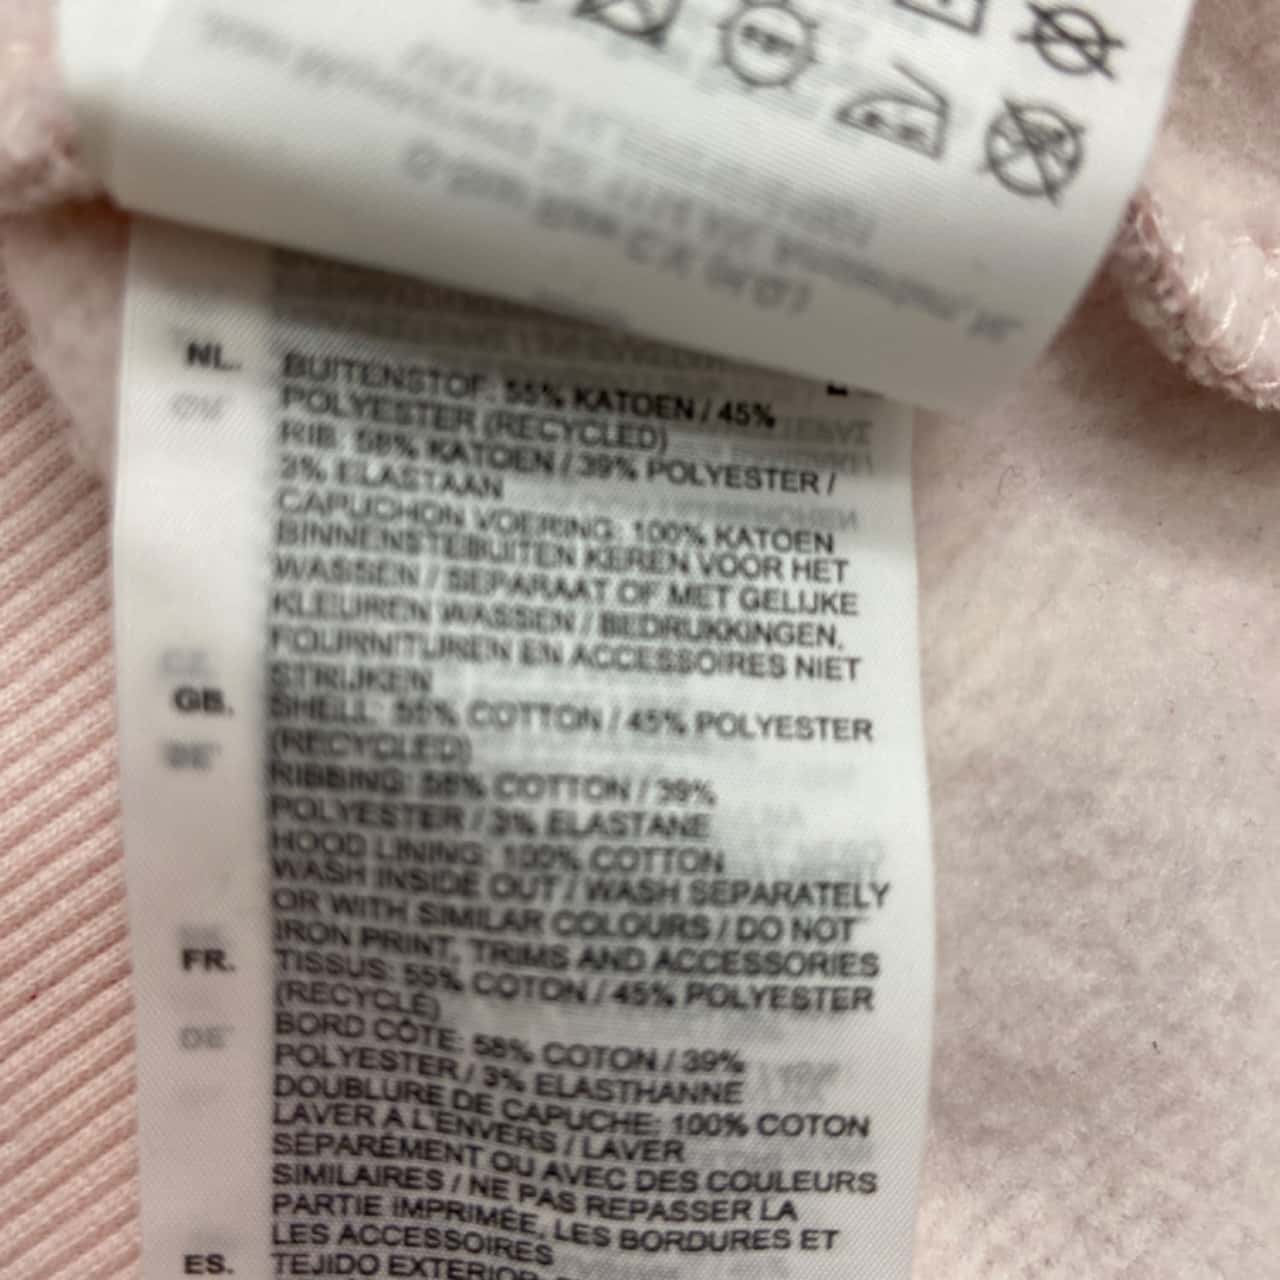 NL. BUITENSTOF: 55% KATOEN / 45%
POLYESTER (RECYCLED)
RIB: 58% KATOEN / 39% POLYESTER /
3% ELASTAAN
CAPUCHON VOERING: 100% KATOEN
BINNENSTEBUITEN KEREN VOOR HET
WASSEN / SEPARAAT OF MET GELIJKE
KLEUREN WASSEN / BEDRUKKINGEN,
FOURNITUREN EN ACCESSOIRES NIET
STRIJKEN
GB. SHELL: 55% COTTON / 45% POLYESTER
(RECYCLED)
RIBBING: 58% COTTON / 39%
POLYESTER / 3% ELASTANE
HOOD LINING: 100% COTTON
WASH INSIDE OUT / WASH SEPARATELY
OR WITH SIMILAR COLOURS / DO NOT
IRON PRINT, TRIMS AND ACCESSORIES
FR. TISSUS: 55% COTON / 45% POLYESTER
(RECYCLÉ)
BORD CÔTE: 58% COTON / 39%
POLYESTER / 3% ELASTHANNE
DOUBLURE DE CAPUCHE: 100% COTON
LAVER A L'ENVERS / LAVER
SÉPARÉMENT OU AVEC DES COULEURS
SIMILAIRES / NE PAS REPASSER LA
PARTIE IMPRIMÉE, LES BORDURES ET
LES ACCESSOIRES
ES. TEJIDO EXTERIOR: